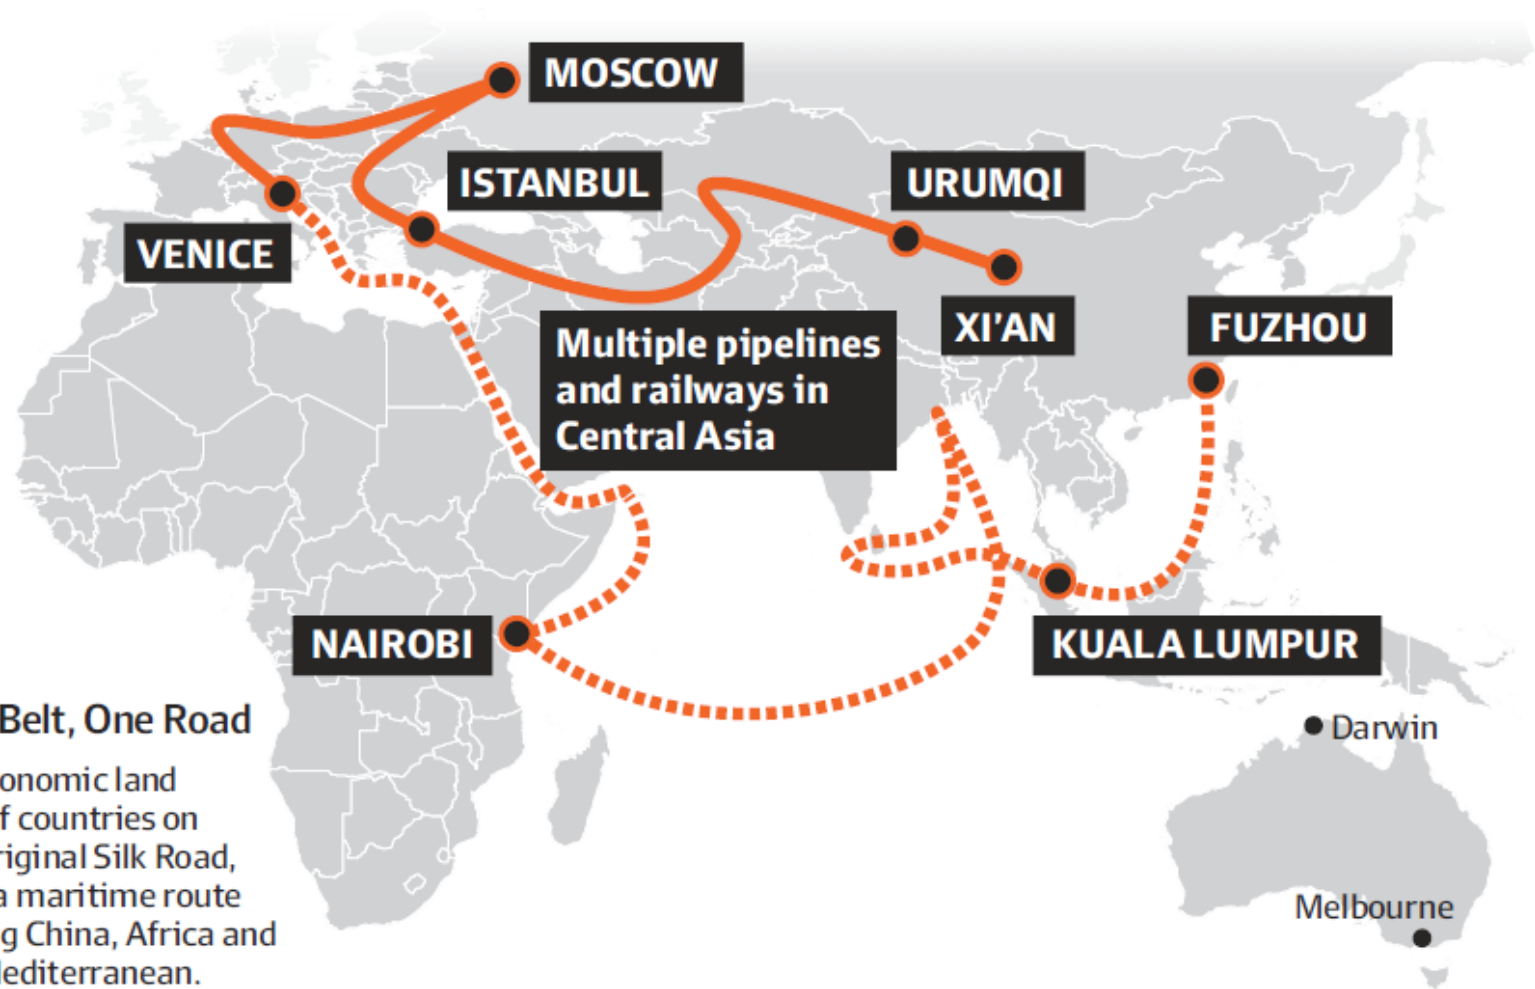 MOSCOW
ISTANBUL
URUMQI
VENICE
XI'AN
FUZHOU
Multiple pipelines
and railways in
Central Asia
NAIROBI
KUALA LUMPUR
Belt, One Road
Darwin
onomic land
f countries on
riginal Silk Road,
a maritime route
Melbourne
g China, Africa and
lediterranean.